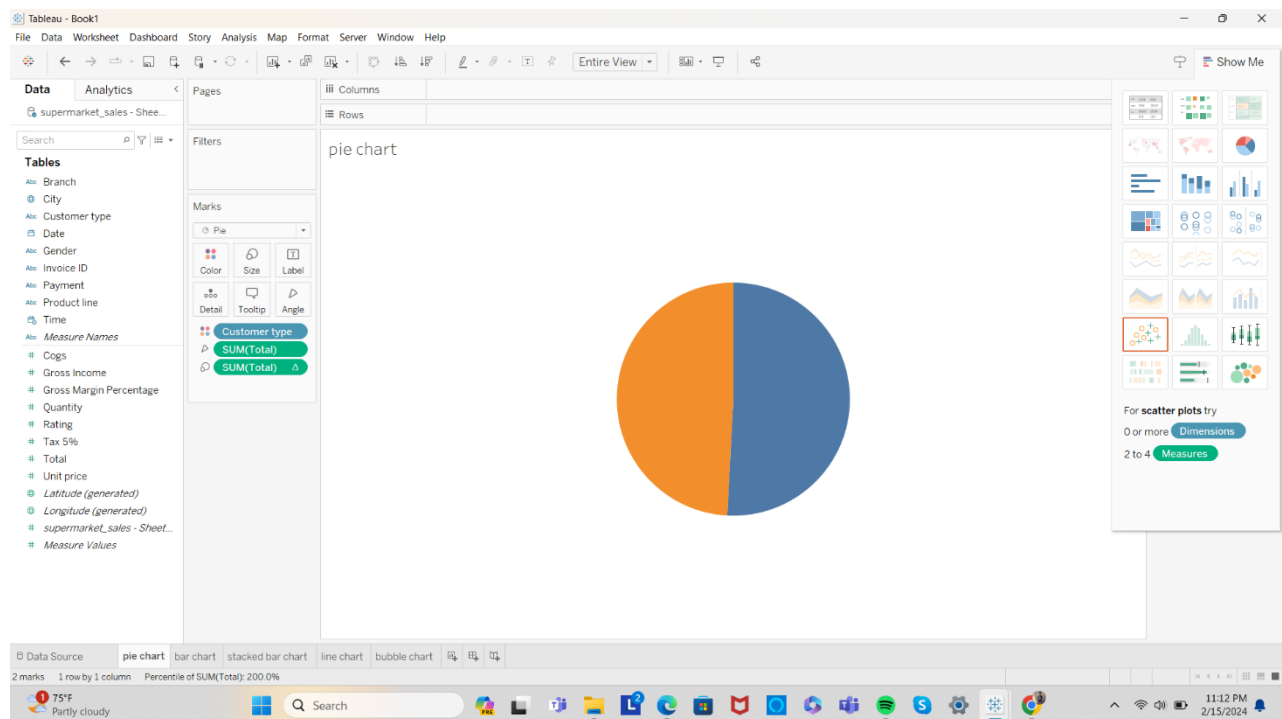 Tableau - Book1
File Data Worksheet Dashboard Story Analysis Map Format Server Window Help
Entire View
Show Me
Data Analytics
supermarket_sales - Shee...
Search
Tables
Abc Branch
City
Abc Customer type
Date
Abc Gender
Abc Invoice ID
Abc Payment
Abc Product line
Time
Abc Measure Names
# Cogs
# Gross Income
# Gross Margin Percentage
# Quantity
# Rating
# Tax 5%
# Total
# Unit price
Latitude (generated)
Longitude (generated)
# supermarket_sales - Sheet...
# Measure Values
Pages
Filters
Marks
Pie
Color Size Label
Detail Tooltip Angle
Customer type
SUM(Total)
SUM(Total) Δ
Columns
Rows
pie chart
For scatter plots try
0 or more Dimensions
2 to 4 Measures
Data Source pie chart bar chart stacked bar chart line chart bubble chart
2 marks 1 row by 1 column Percentile of SUM(Total): 200.0%
1
75°F
Partly cloudy
Search
PRE
L 2
S
11:12 PM
2/15/2024